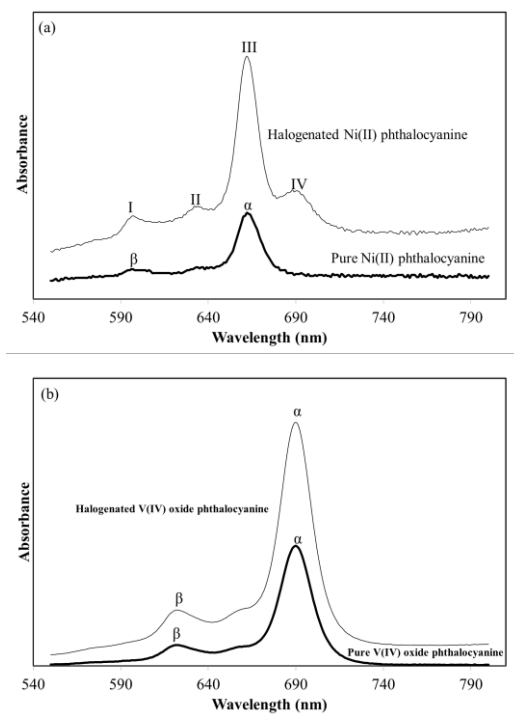 (a)
III
Halogenated Ni(II) phthalocyanine
I
II
IV
α
β
Pure Ni(II) phthalocyanine
Absorbance
540
590
640
690
740
790
Wavelength (nm)
(b)
α
Halogenated V(IV) oxide phthalocyanine
α
β
β
Pure V(IV) oxide phthalocyanine
Absorbance
540
590
640
690
740
790
Wavelength (nm)